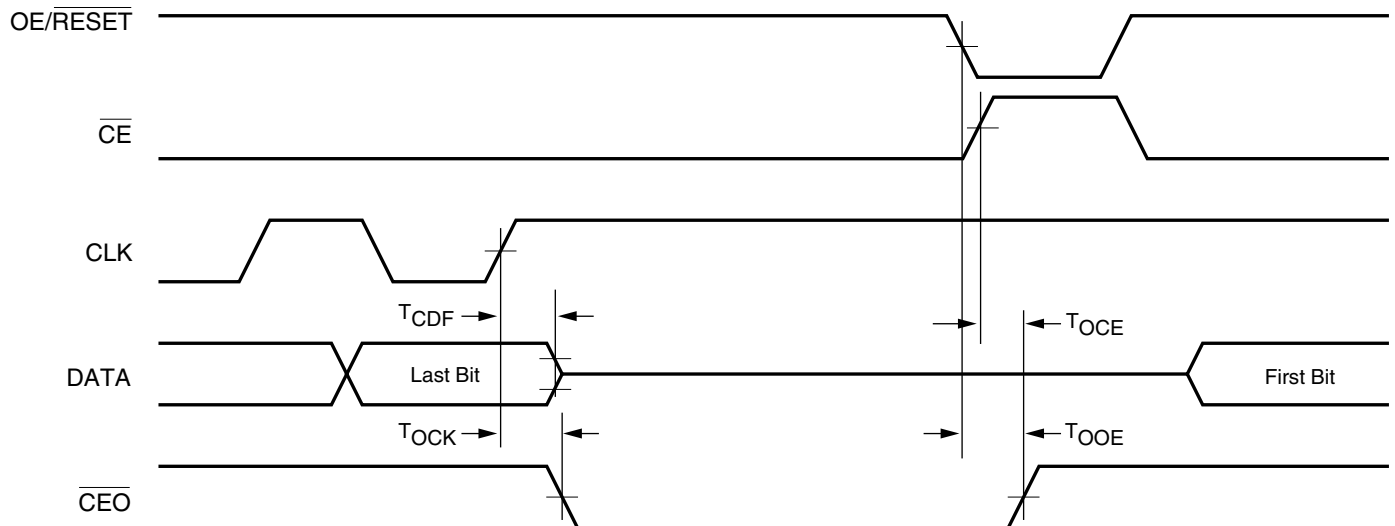 OE/RESET
CE
CLK
TCDF
TOCE
DATA
Last Bit
First Bit
TOCK
TOOE
CEO